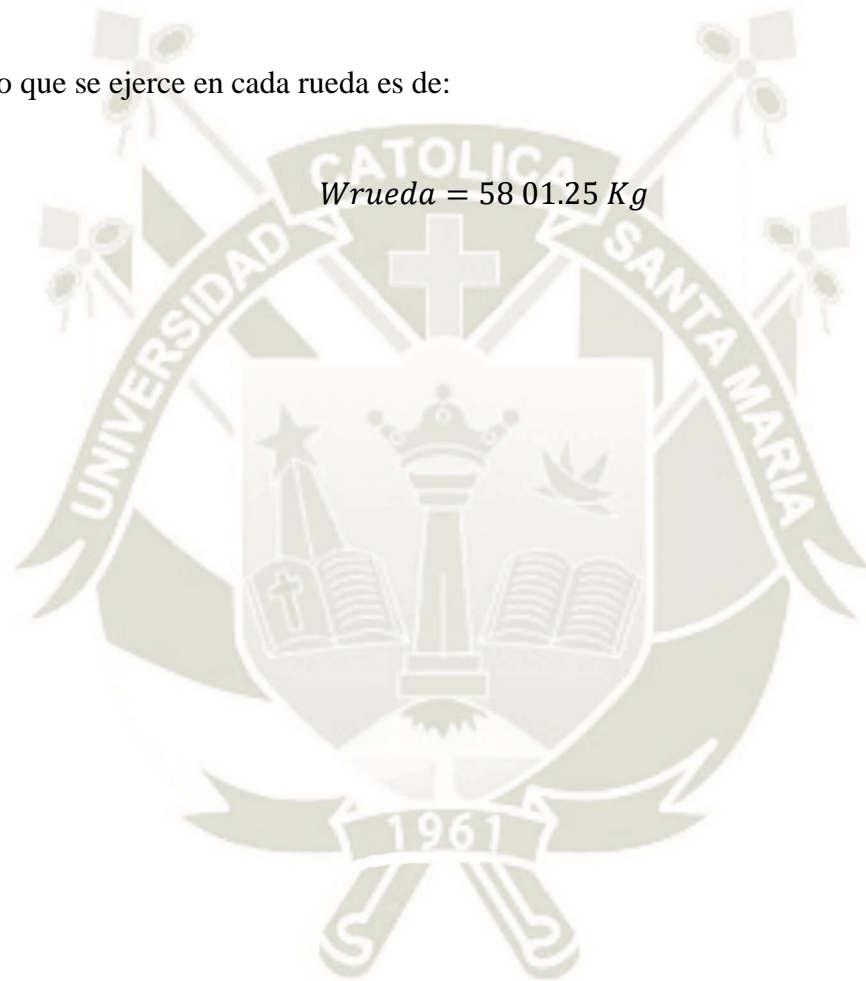 o que se ejerce en cada rueda es de:
Wrueda = 58 01.25 Kg
UNIVERSIDAD CATOLICA SANTA MARIA
1961